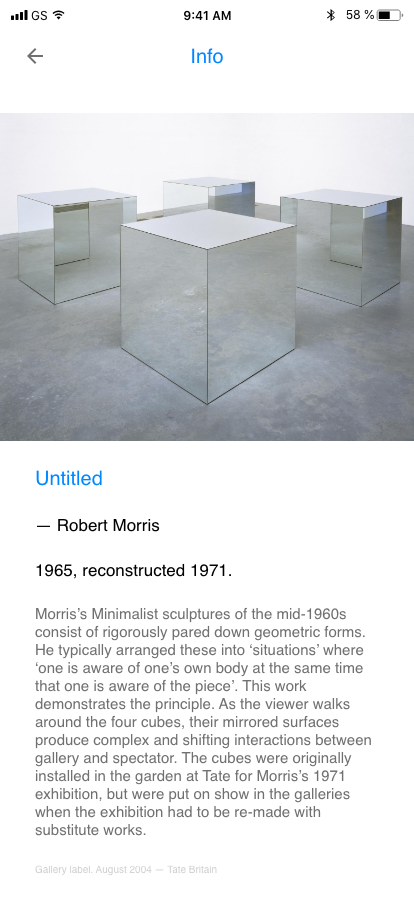 GS 9:41 AM 58 %
Info
Untitled
— Robert Morris
1965, reconstructed 1971.
Morris’s Minimalist sculptures of the mid-1960s
consist of rigorously pared down geometric forms.
He typically arranged these into ‘situations’ where
‘one is aware of one’s own body at the same time
that one is aware of the piece’. This work
demonstrates the principle. As the viewer walks
around the four cubes, their mirrored surfaces
produce complex and shifting interactions between
gallery and spectator. The cubes were originally
installed in the garden at Tate for Morris’s 1971
exhibition, but were put on show in the galleries
when the exhibition had to be re-made with
substitute works.
Gallery label, August 2004 — Tate Britain